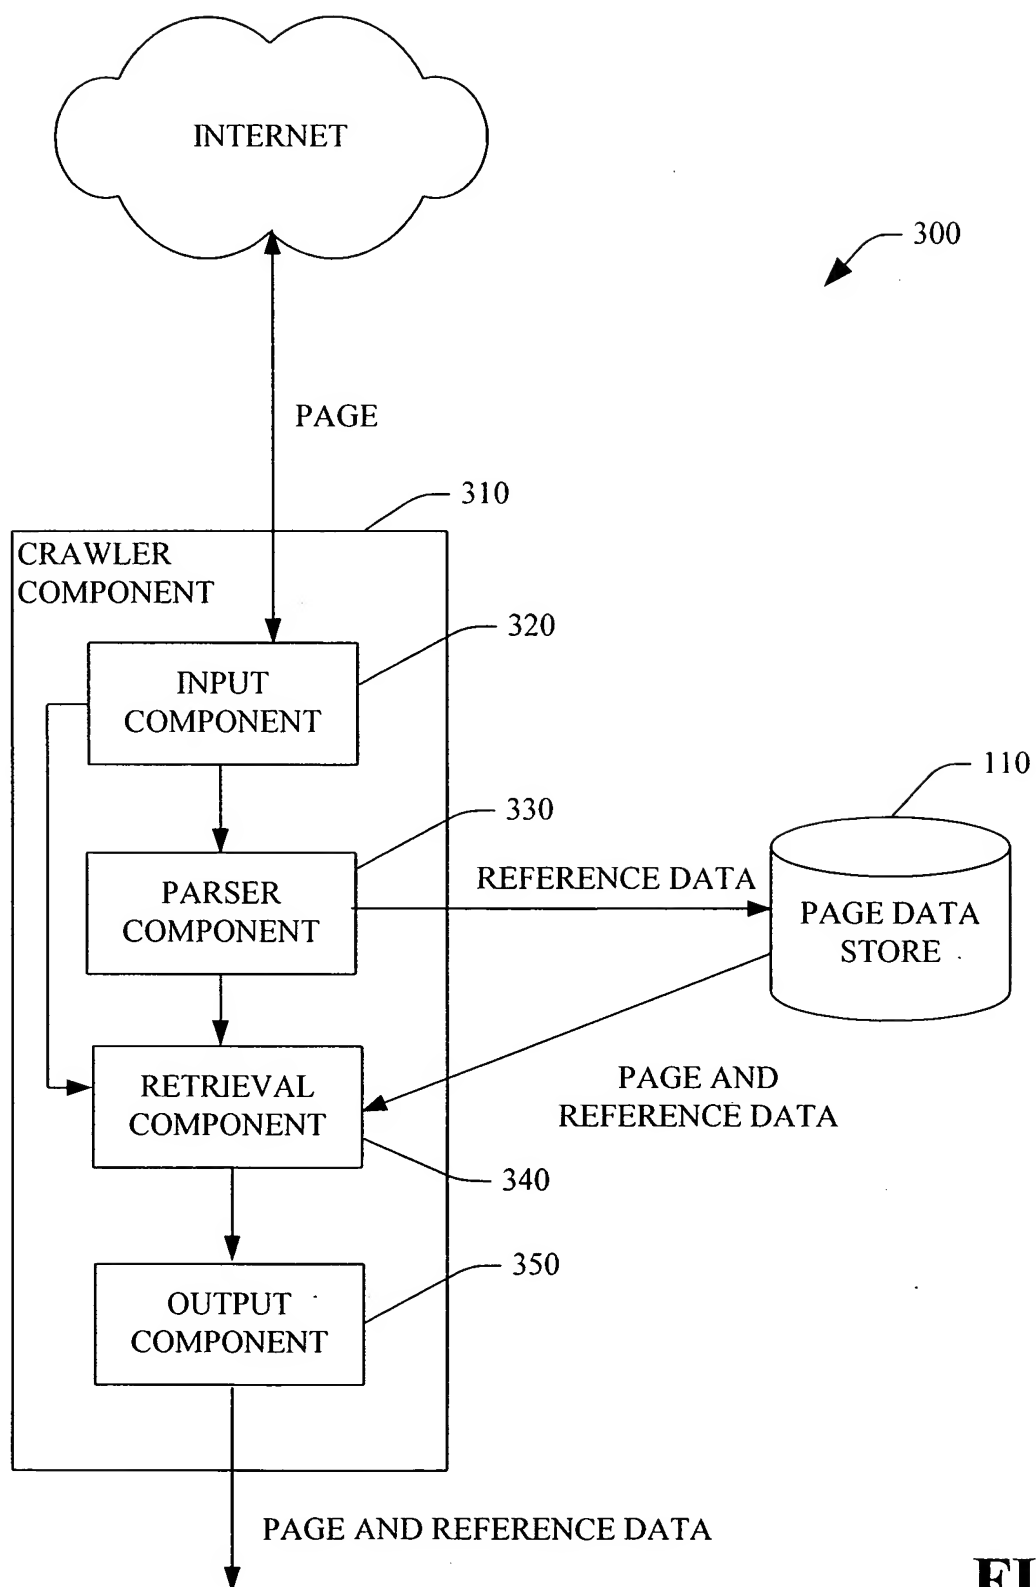 INTERNET
300
PAGE
310
CRAWLER
COMPONENT
320
INPUT
COMPONENT
110
330
PARSER
COMPONENT
REFERENCE DATA
PAGE DATA
STORE
RETRIEVAL
COMPONENT
PAGE AND
REFERENCE DATA
340
350
OUTPUT
COMPONENT
PAGE AND REFERENCE DATA